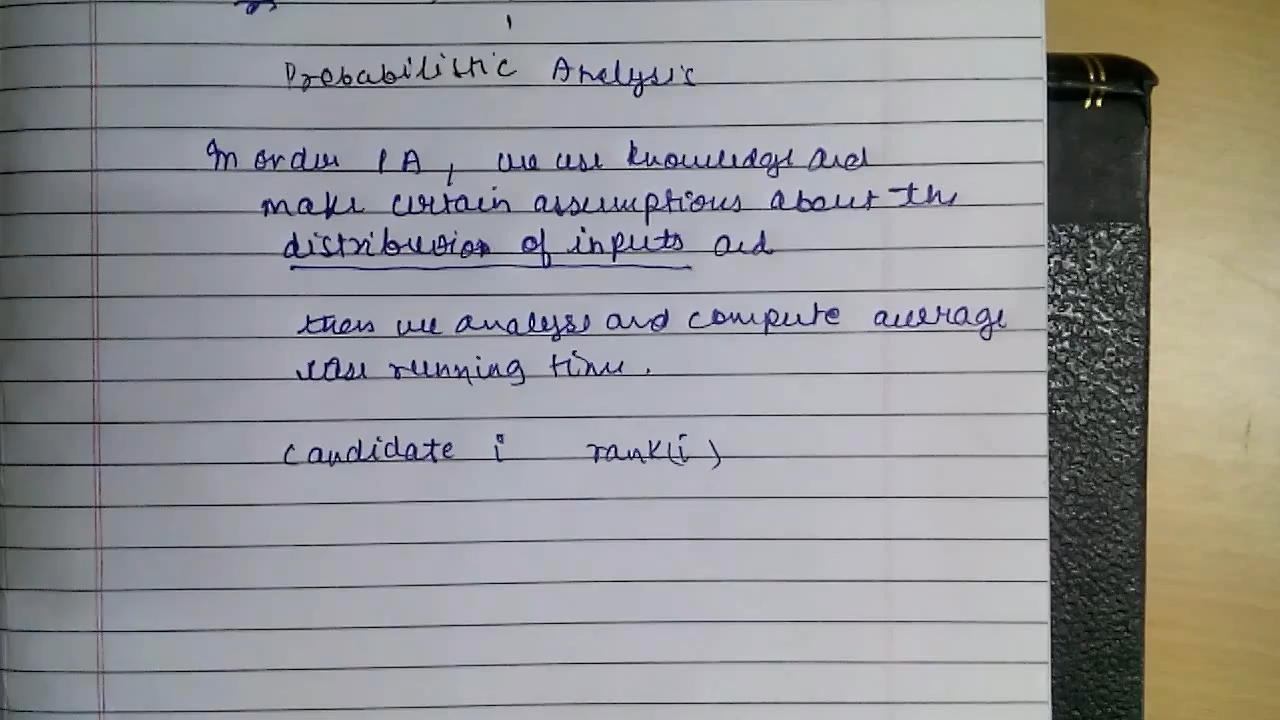 Probabilistic Analysis
In order PA, we use knowledge and
make certain assumptions about the
distribution of inputs and
then we analyse and compute average
case running time.
candidate i rank(i)